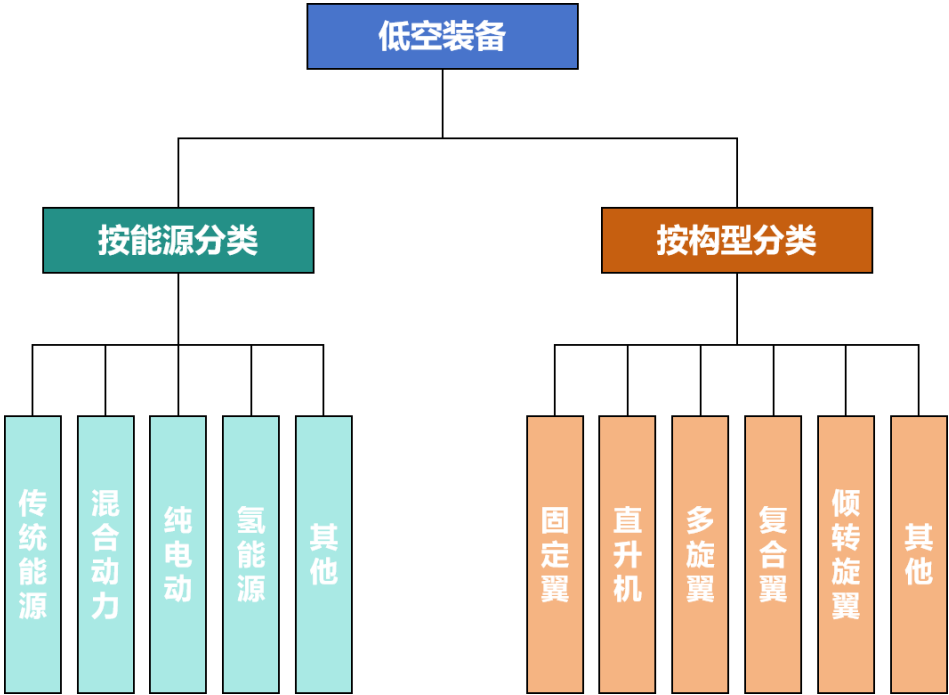 低空装备
按能源分类
按构型分类
传统能源
混合动力
纯电动
氢能源
其他
固定翼
直升机
多旋翼
复合翼
倾转旋翼
其他